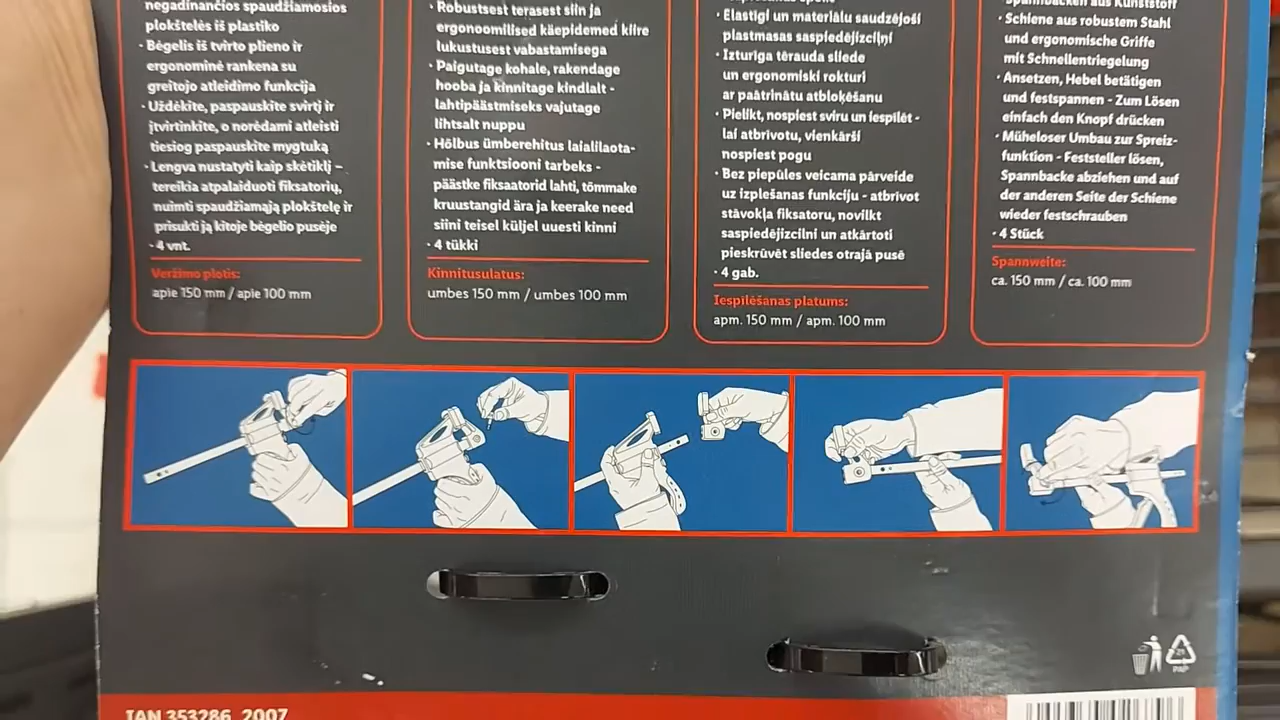 negadinančios spaudžiamosios
plokštelės iš plastiko
· Bėgelis iš tvirto plieno ir
ergonominė rankena su
greitojo atleidimo funkcija
· Uždėkite, paspauskite svirtį ir
įtvirtinkite, o norėdami atleisti
tiesiog paspauskite mygtuką
· Lengva nustatyti kaip skėtiklį –
tereikia atpalaiduoti fiksatorių,
nuimti spaudžiamąją plokštelę ir
prisukti ją kitoje bėgelio pusėje
· 4 vnt.
Veržimo plotis:
apie 150 mm / apie 100 mm
· Robustsest terasest siin ja
ergonoomilised käepidemed kiire
lukustusest vabastamisega
· Paigutage kohale, rakendage
hooba ja kinnitage kindlalt -
lahtipäästmiseks vajutage
lihtsalt nuppu
· Hõlbus ümberehitus laialilaota-
mise funktsiooni tarbeks -
päästke fiksaatorid lahti, tõmmake
kruustangid ära ja keerake need
siini teisel küljel uuesti kinni
· 4 tükki
Kinnitusulatus:
umbes 150 mm / umbes 100 mm
· Elastīgi un materiālu saudzējoši
plastmasas saspiedējizciļņi
· Izturīga tērauda sliede
un ergonomiski rokturi
ar paātrinātu atbloķēšanu
· Pielikt, nospiest sviru un iespīlēt -
lai atbrīvotu, vienkārši
nospiest pogu
· Bez piepūles veicama pārveide
uz izplešanas funkciju - atbrīvot
stāvokļa fiksatoru, novilkt
saspiedējizcilni un atkārtoti
pieskrūvēt sliedes otrajā pusē
· 4 gab.
Iespīlēšanas platums:
apm. 150 mm / apm. 100 mm
Spannbacken aus Kunststoff
· Schiene aus robustem Stahl
und ergonomische Griffe
mit Schnellentriegelung
· Ansetzen, Hebel betätigen
und festspannen - Zum Lösen
einfach den Knopf drücken
· Müheloser Umbau zur Spreiz-
funktion - Feststeller lösen,
Spannbacke abziehen und auf
der anderen Seite der Schiene
wieder festschrauben
· 4 Stück
Spannweite:
ca. 150 mm / ca. 100 mm
PAP
IAN 353286_2007